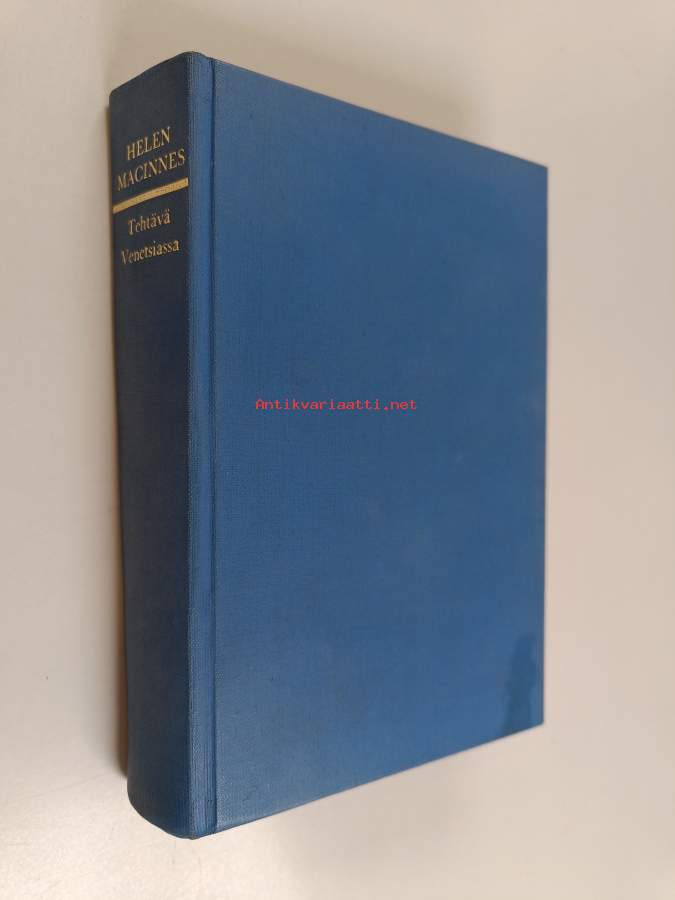 HELEN
MACINNES
Tehtävä
Venetsiassa
Antikvariaatti.net